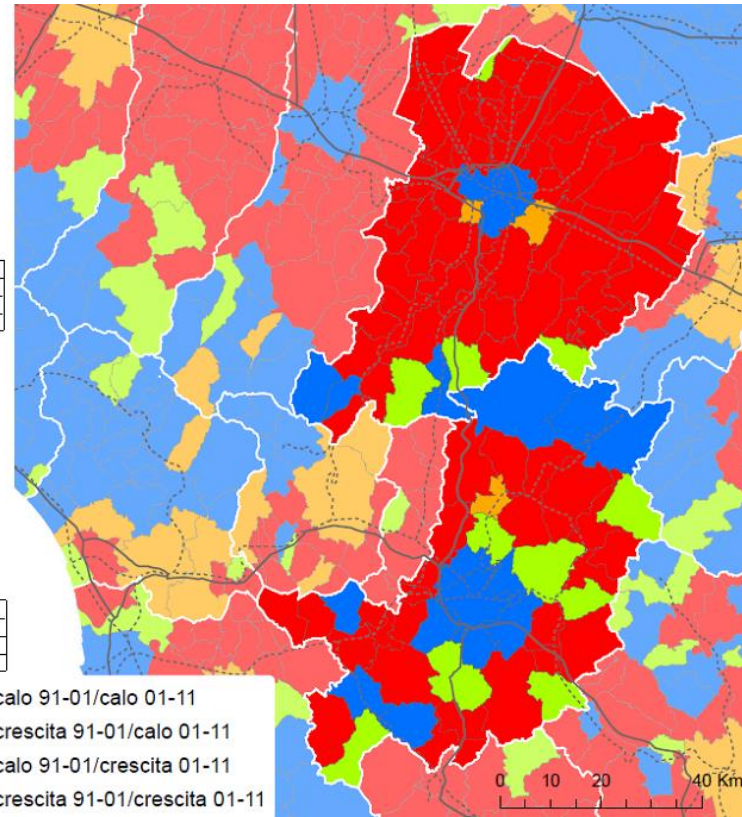 calo 91-01/calo 01-11
crescita 91-01/calo 01-11
calo 91-01/crescita 01-11
crescita 91-01/crescita 01-11
0 10 20 40 Km